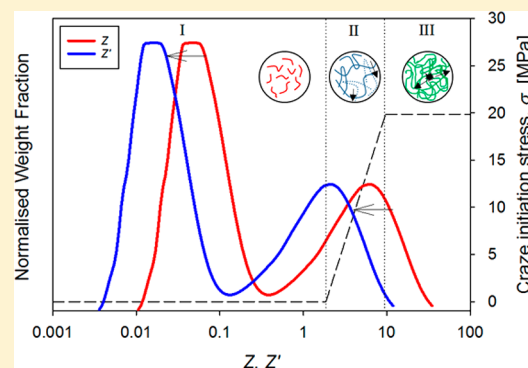 I
II
III
Z
Z'
Normalised Weight Fraction
30
25
20
15
10
5
0
Craze initiation stress, σ [MPa]
0.001
0.01
0.1
1
10
100
Z, Z'